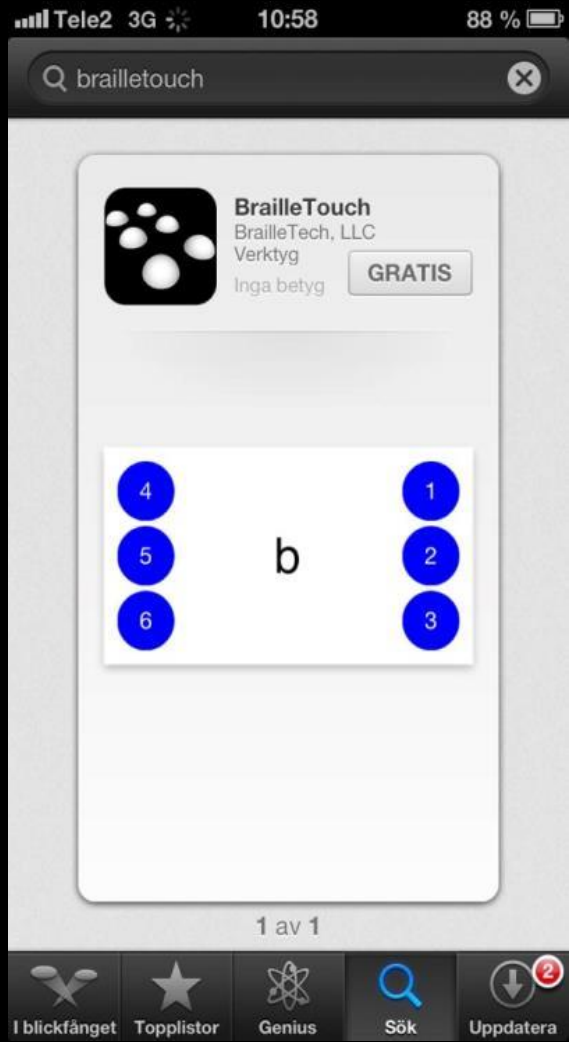 Tele2 3G 10:58 88 %
brailletouch
BrailleTouch
BrailleTech, LLC
Verktyg
Inga betyg GRATIS
4 1
5 b 2
6 3
1 av 1
2
I blickfånget Topplistor Genius Sök Uppdatera